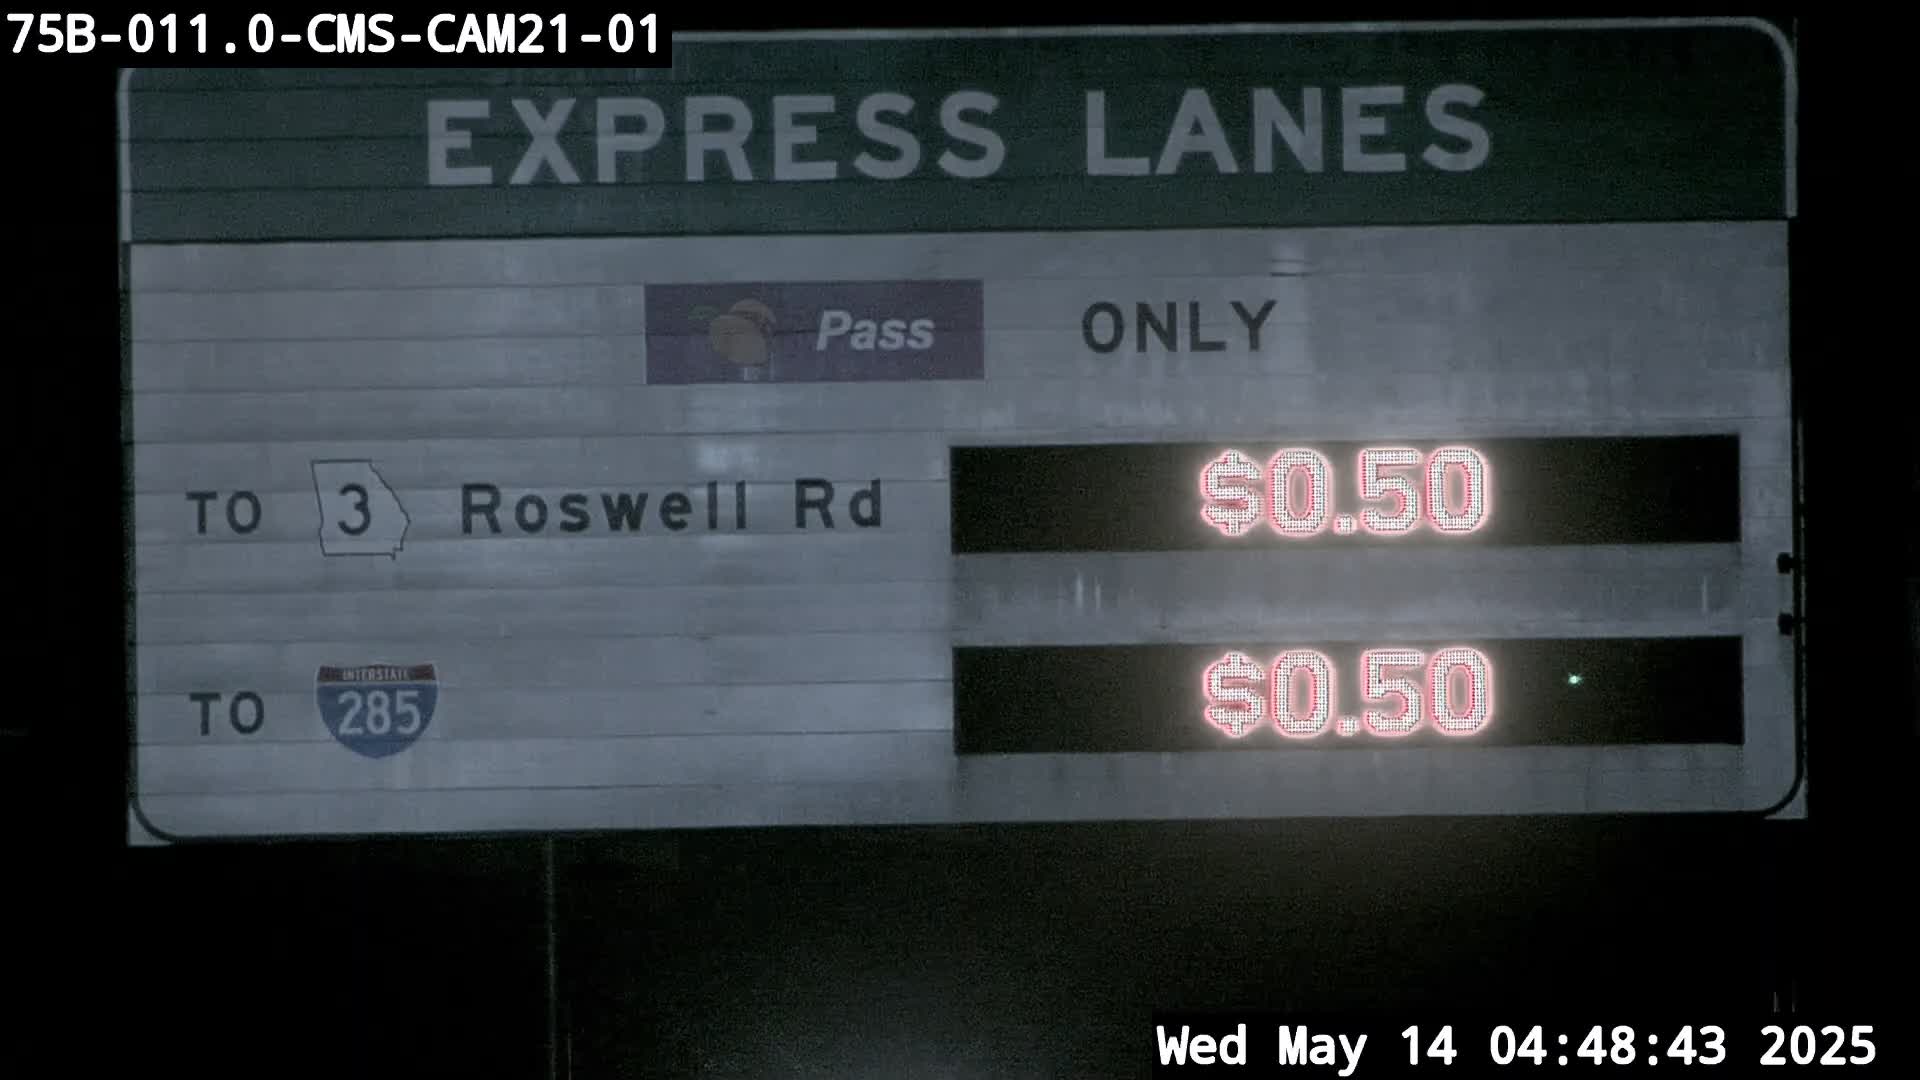 75B-011.0-CMS-CAM21-01
EXPRESS LANES
Pass ONLY
TO 3 Roswell Rd $0.50
TO INTERSTATE 285 $0.50
Wed May 14 04:48:43 2025